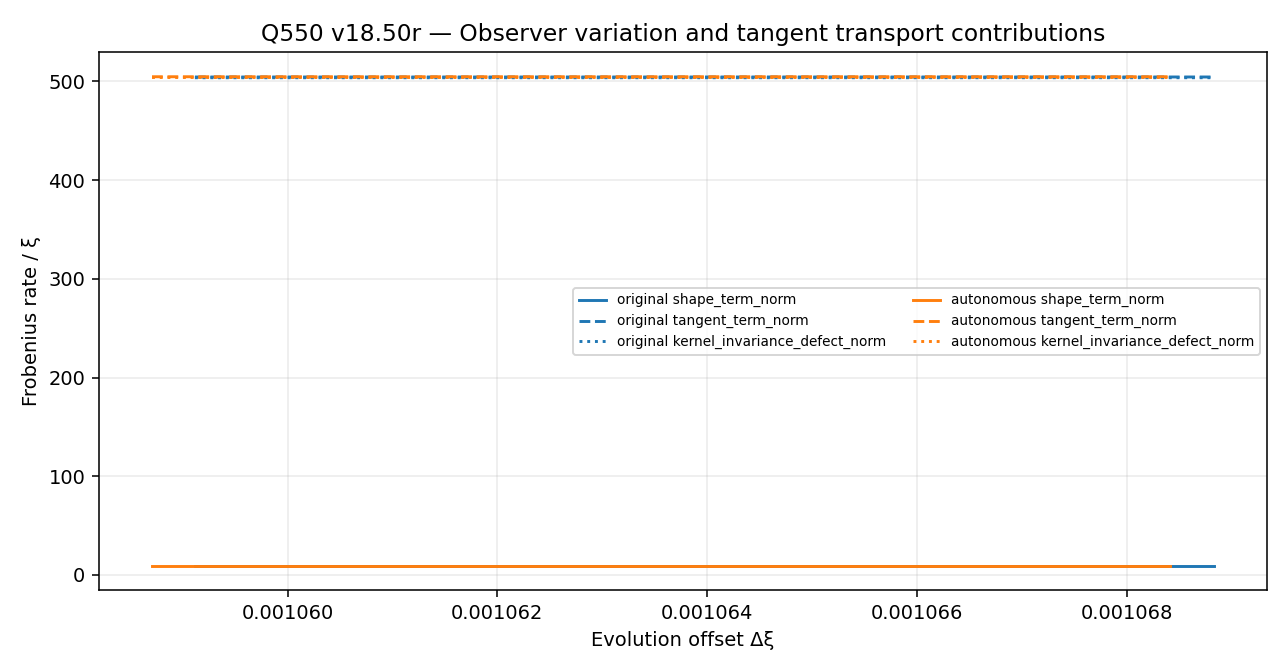 Q550 v18.50r — Observer variation and tangent transport contributions
500
400
300
200
100
0
Frobenius rate / ξ
original shape_term_norm
original tangent_term_norm
original kernel_invariance_defect_norm
autonomous shape_term_norm
autonomous tangent_term_norm
autonomous kernel_invariance_defect_norm
0.001060 0.001062 0.001064 0.001066 0.001068
Evolution offset Δξ